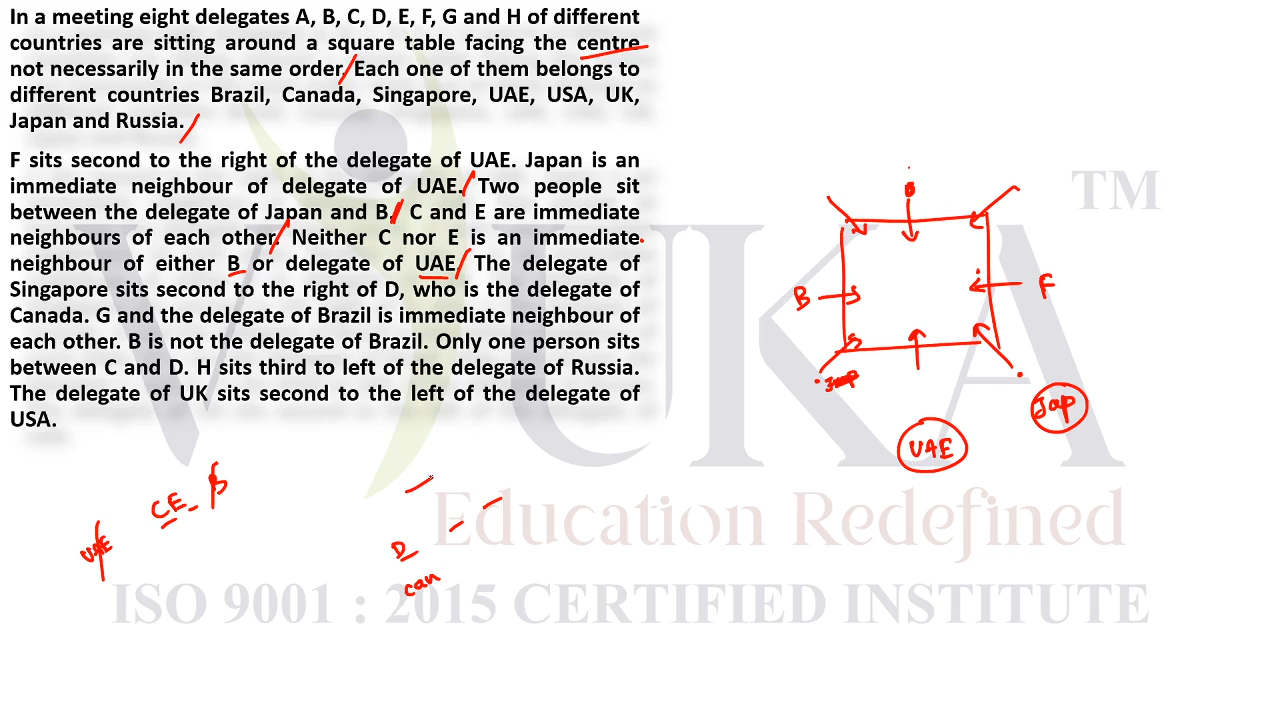 In a meeting eight delegates A, B, C, D, E, F, G and H of different
countries are sitting around a square table facing the centre
not necessarily in the same order. Each one of them belongs to
different countries Brazil, Canada, Singapore, UAE, USA, UK,
Japan and Russia.
F sits second to the right of the delegate of UAE. Japan is an
immediate neighbour of delegate of UAE. Two people sit
between the delegate of Japan and B. C and E are immediate
neighbours of each other. Neither C nor E is an immediate
neighbour of either B or delegate of UAE. The delegate of
Singapore sits second to the right of D, who is the delegate of
Canada. G and the delegate of Brazil is immediate neighbour of
each other. B is not the delegate of Brazil. Only one person sits
between C and D. H sits third to left of the delegate of Russia.
The delegate of UK sits second to the left of the delegate of
USA.
TM
B
F
Jap
UAE
CE
B
UAE
D
can
YUKA
Education Redefined
ISO 9001 : 2015 CERTIFIED INSTITUTE